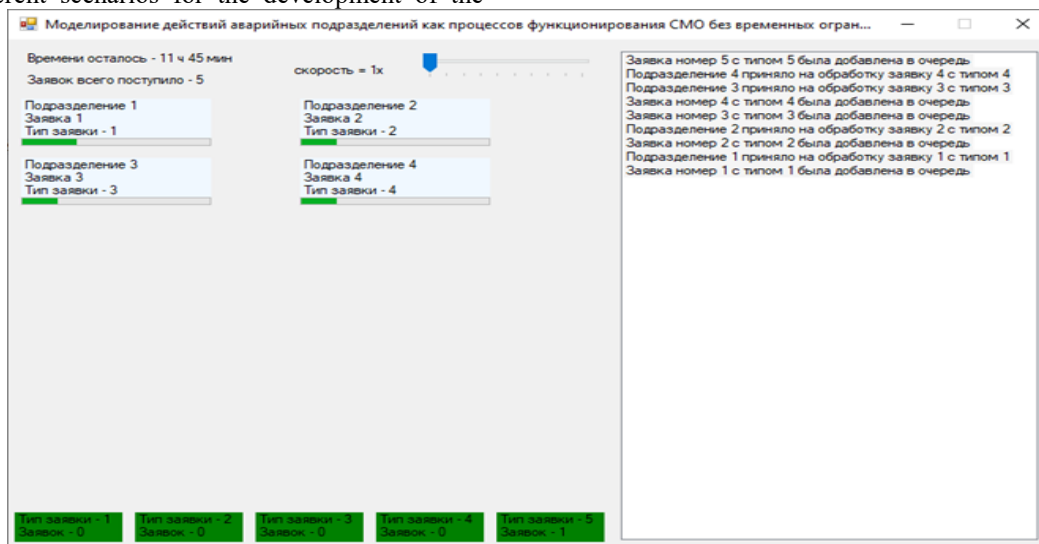 erent scenarios for the development of the
Моделирование действий аварийных подразделений как процессов функционирования СМО без временных огран...
Времени осталось - 11 ч 45 мин
Заявок всего поступило - 5
скорость = 1x
Подразделение 1
Заявка 1
Тип заявки - 1
Подразделение 2
Заявка 2
Тип заявки - 2
Подразделение 3
Заявка 3
Тип заявки - 3
Подразделение 4
Заявка 4
Тип заявки - 4
Заявка номер 5 с типом 5 была добавлена в очередь
Подразделение 4 приняло на обработку заявку 4 с типом 4
Подразделение 3 приняло на обработку заявку 3 с типом 3
Заявка номер 4 с типом 4 была добавлена в очередь
Заявка номер 3 с типом 3 была добавлена в очередь
Подразделение 2 приняло на обработку заявку 2 с типом 2
Заявка номер 2 с типом 2 была добавлена в очередь
Подразделение 1 приняло на обработку заявку 1 с типом 1
Заявка номер 1 с типом 1 была добавлена в очередь
Тип заявки - 1
Заявок - 0
Тип заявки - 2
Заявок - 0
Тип заявки - 3
Заявок - 0
Тип заявки - 4
Заявок - 0
Тип заявки - 5
Заявок - 1